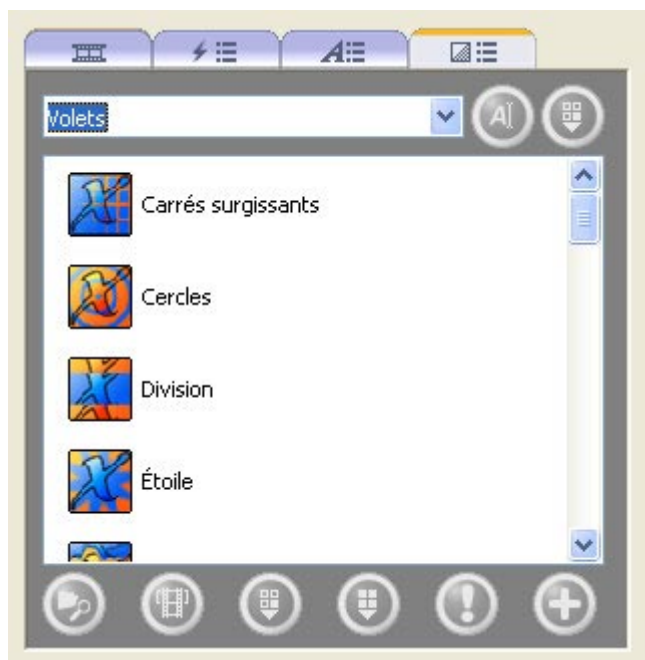 A
Volets
A
Carrés surgissants
Cercles
Division
Étoile